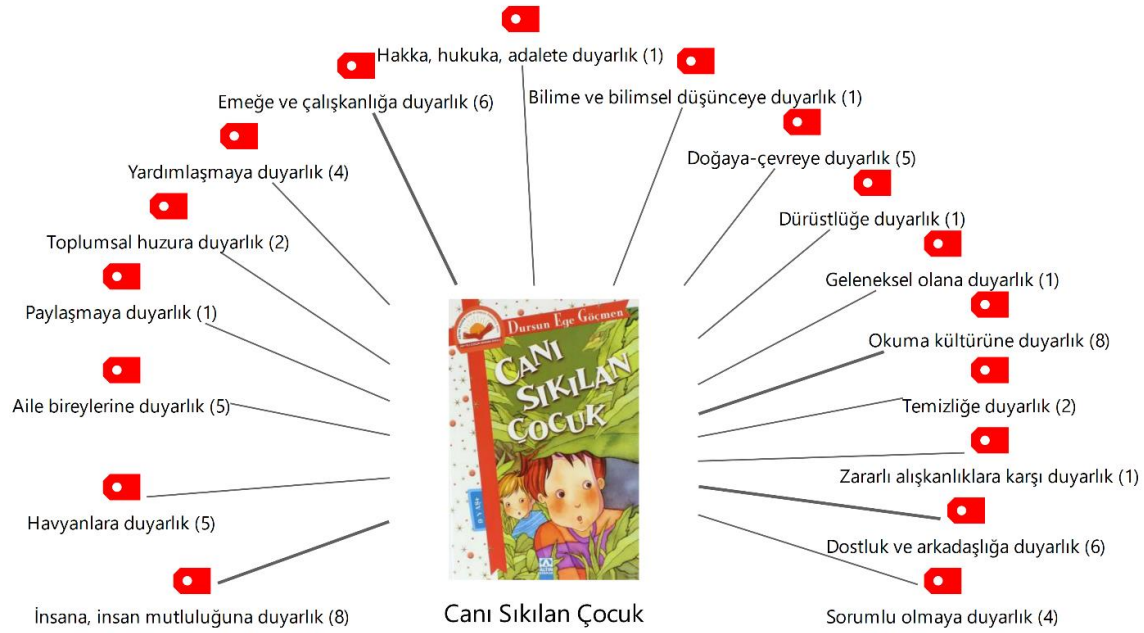 Hakka, hukuka, adalete duyarlık (1)
Emeğe ve çalışkanlığa duyarlık (6)
Bilime ve bilimsel düşünceye duyarlık (1)
Yardımlaşmaya duyarlık (4)
Doğaya-çevreye duyarlık (5)
Toplumsal huzura duyarlık (2)
Dürüstlüğe duyarlık (1)
Paylaşmaya duyarlık (1)
Geleneksel olana duyarlık (1)
Okuma kültürüne duyarlık (8)
Aile bireylerine duyarlık (5)
Temizliğe duyarlık (2)
Zararlı alışkanlıklara karşı duyarlık (1)
Havyanlara duyarlık (5)
Dostluk ve arkadaşlığa duyarlık (6)
İnsana, insan mutluluğuna duyarlık (8)
Sorumlu olmaya duyarlık (4)
Dursun Ege Göçmen
CANI
SIKILAN
ÇOCUK
ALTIN
Canı Sıkılan Çocuk